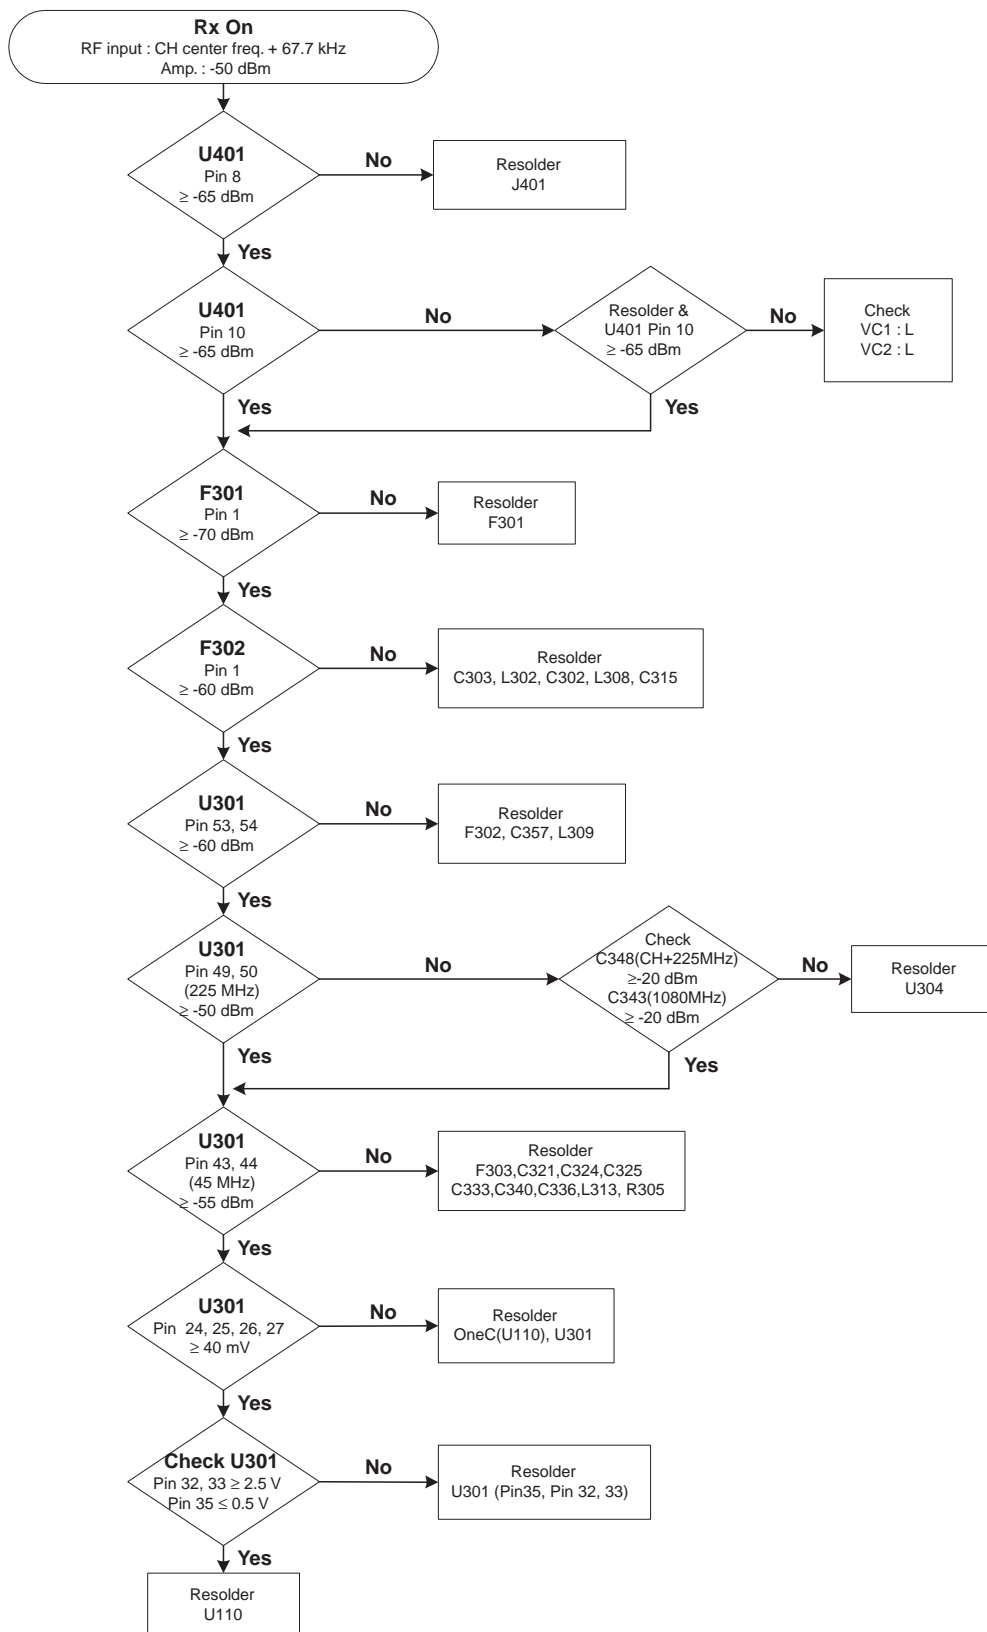 Rx On
RF input : CH center freq. + 67.7 kHz
Amp. : -50 dBm
U401
Pin 8
≥ -65 dBm
No
Resolder
J401
Yes
U401
Pin 10
≥ -65 dBm
No
Resolder &
U401 Pin 10
≥ -65 dBm
No
Check
VC1 : L
VC2 : L
Yes
Yes
F301
Pin 1
≥ -70 dBm
No
Resolder
F301
Yes
F302
Pin 1
≥ -60 dBm
No
Resolder
C303, L302, C302, L308, C315
Yes
U301
Pin 53, 54
≥ -60 dBm
No
Resolder
F302, C357, L309
Yes
U301
Pin 49, 50
(225 MHz)
≥ -50 dBm
No
Check
C348(CH+225MHz)
≥-20 dBm
C343(1080MHz)
≥ -20 dBm
No
Resolder
U304
Yes
Yes
U301
Pin 43, 44
(45 MHz)
≥ -55 dBm
No
Resolder
F303,C321,C324,C325
C333,C340,C336,L313, R305
Yes
U301
Pin 24, 25, 26, 27
≥ 40 mV
No
Resolder
OneC(U110), U301
Yes
Check U301
Pin 32, 33 ≥ 2.5 V
Pin 35 ≤ 0.5 V
No
Resolder
U301 (Pin35, Pin 32, 33)
Yes
Resolder
U110